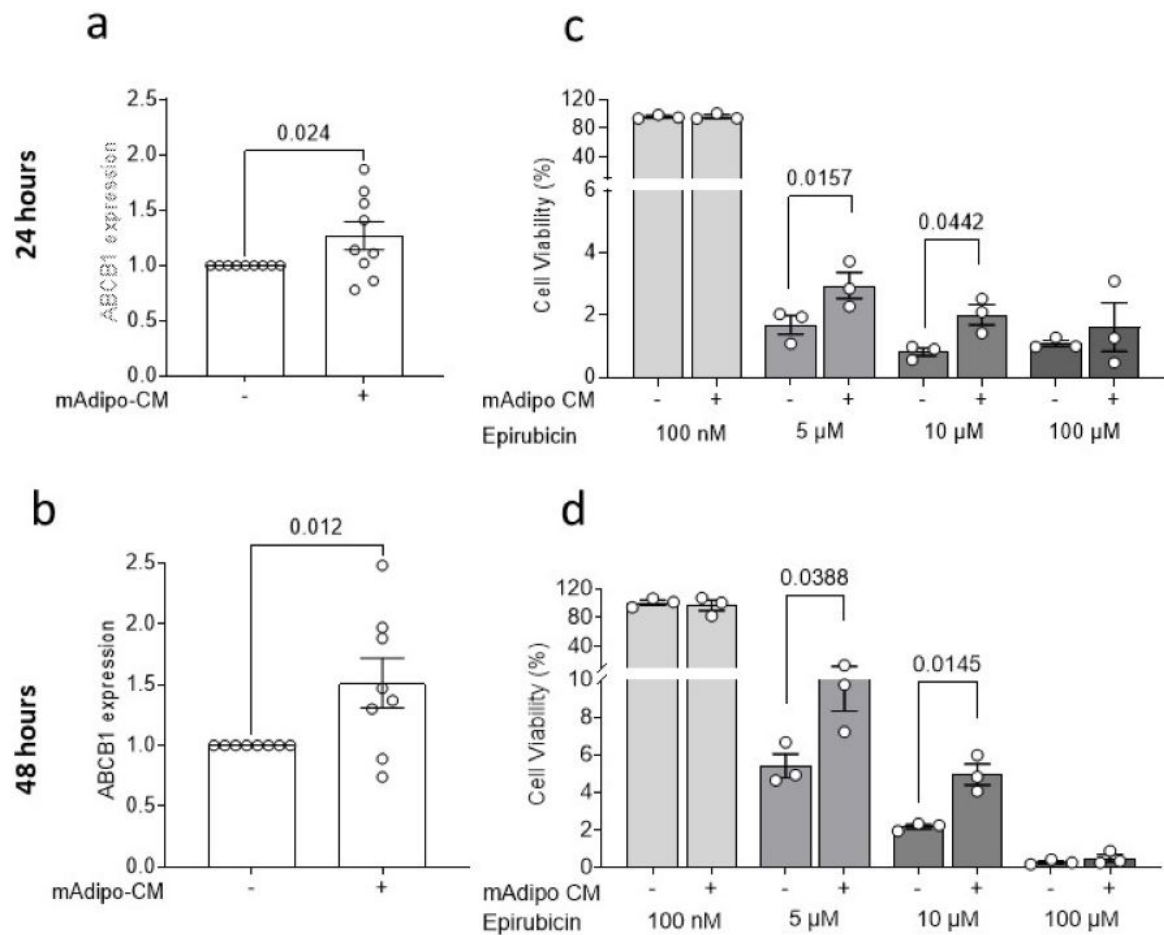 a
24 hours
ABCB1 expression
2.5
2.0
1.5
1.0
0.5
0.0
0.024
mAdipo-CM - +
c
Cell Viability (%)
120
80
40
6
4
2
0
0.0157
0.0442
mAdipo CM - + - + - + - +
Epirubicin 100 nM 5 µM 10 µM 100 µM
b
48 hours
ABCB1 expression
2.5
2.0
1.5
1.0
0.5
0.0
0.012
mAdipo-CM - +
d
Cell Viability (%)
120
80
40
10
8
6
4
2
0
0.0388
0.0145
mAdipo CM - + - + - + - +
Epirubicin 100 nM 5 µM 10 µM 100 µM